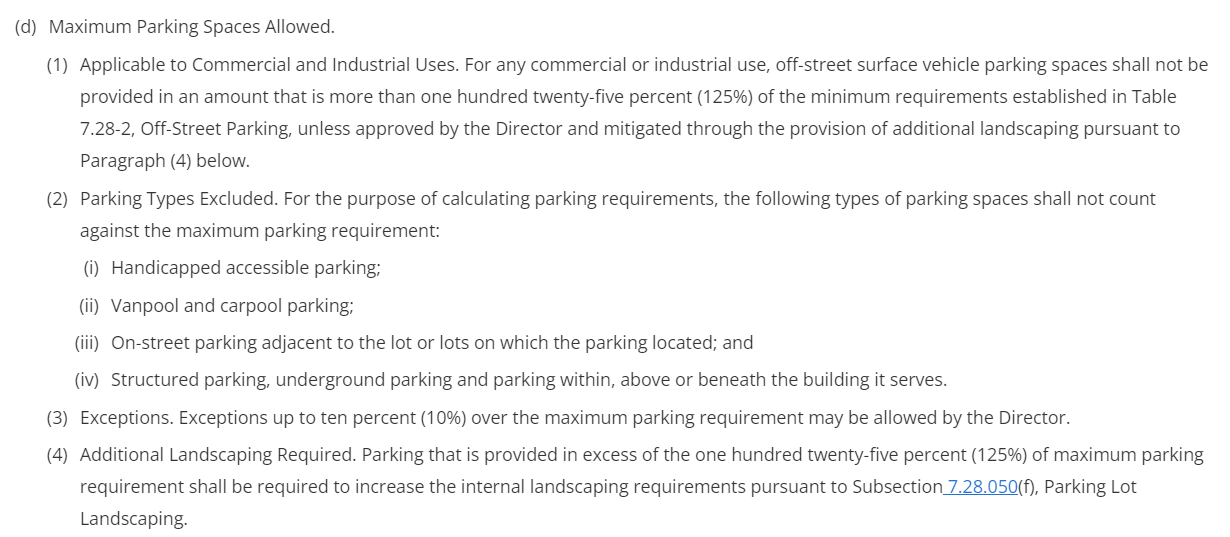 (d) Maximum Parking Spaces Allowed.
(1) Applicable to Commercial and Industrial Uses. For any commercial or industrial use, off-street surface vehicle parking spaces shall not be
provided in an amount that is more than one hundred twenty-five percent (125%) of the minimum requirements established in Table
7.28-2, Off-Street Parking, unless approved by the Director and mitigated through the provision of additional landscaping pursuant to
Paragraph (4) below.
(2) Parking Types Excluded. For the purpose of calculating parking requirements, the following types of parking spaces shall not count
against the maximum parking requirement:
(i) Handicapped accessible parking;
(ii) Vanpool and carpool parking;
(iii) On-street parking adjacent to the lot or lots on which the parking located; and
(iv) Structured parking, underground parking and parking within, above or beneath the building it serves.
(3) Exceptions. Exceptions up to ten percent (10%) over the maximum parking requirement may be allowed by the Director.
(4) Additional Landscaping Required. Parking that is provided in excess of the one hundred twenty-five percent (125%) of maximum parking
requirement shall be required to increase the internal landscaping requirements pursuant to Subsection 7.28.050(f), Parking Lot
Landscaping.